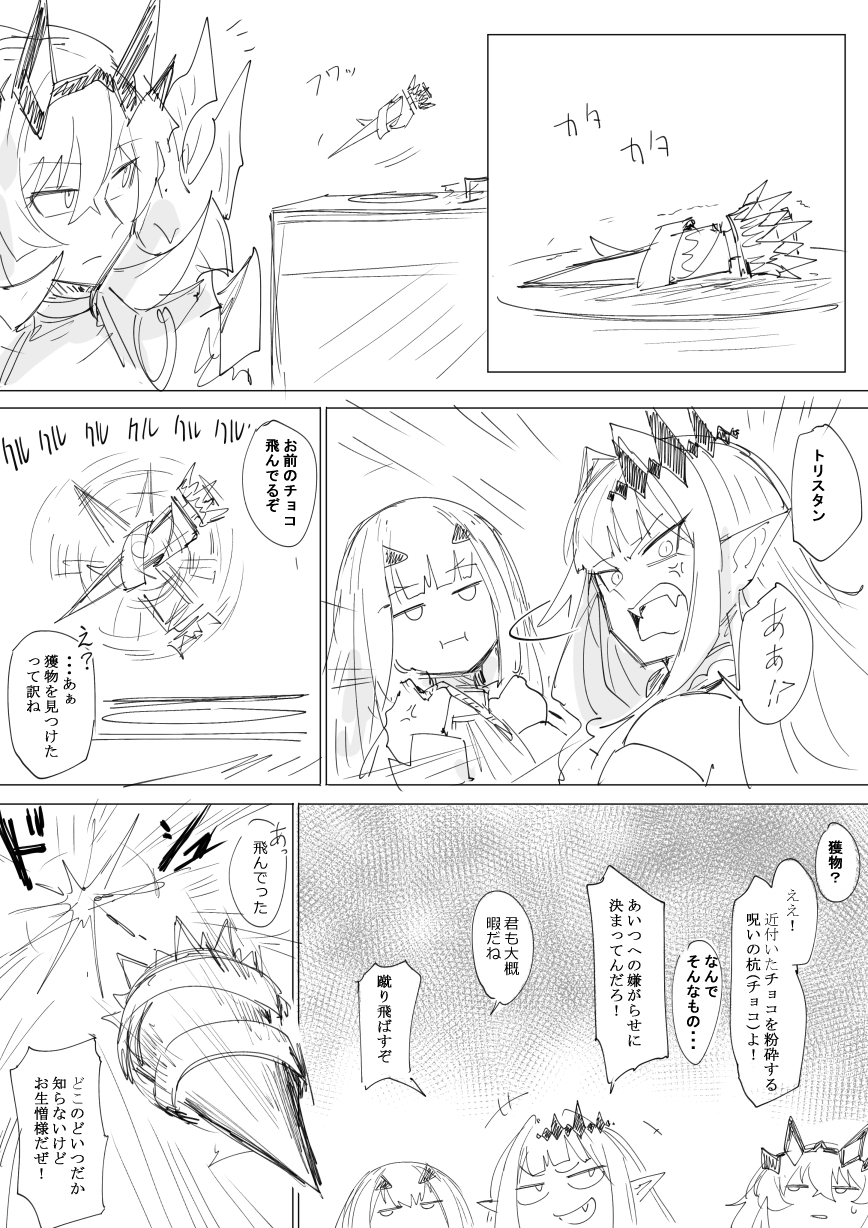 カタ
カタ
フワッ
トリスタン
ああ!?
お前のチョコ
飛んでるぞ
クル クル クル クル クル クル
え?
・・・あぁ
獲物を見つけた
って訳ね
獲物?
ええ!
近付いたチョコを粉砕する
呪いの杭(チョコ)よ!
なんで
そんなもの・・・
あいつへの嫌がらせに
決まってんだろ!
君も大概
暇だね
蹴り飛ばすぞ
あっ
飛んでった
ドンッ
どこのどいつだか
知らないけど
お生憎様だぜ!